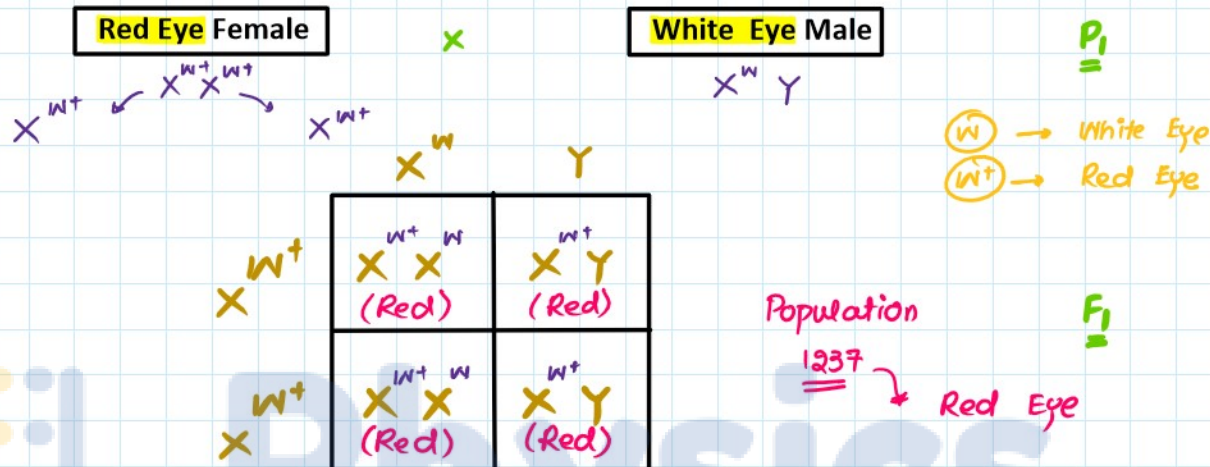 Red Eye Female × White Eye Male P₁
X^W+ X^W+ X^W Y
X^W+ X^W+
W → White Eye
X^W Y
W+ → Red Eye
X^W+ X^W+ X^W X^W+ Y
(Red) (Red)
Population F₁
1237
Red Eye
X^W+ X^W+ X^W X^W+ Y
(Red) (Red)
Physics